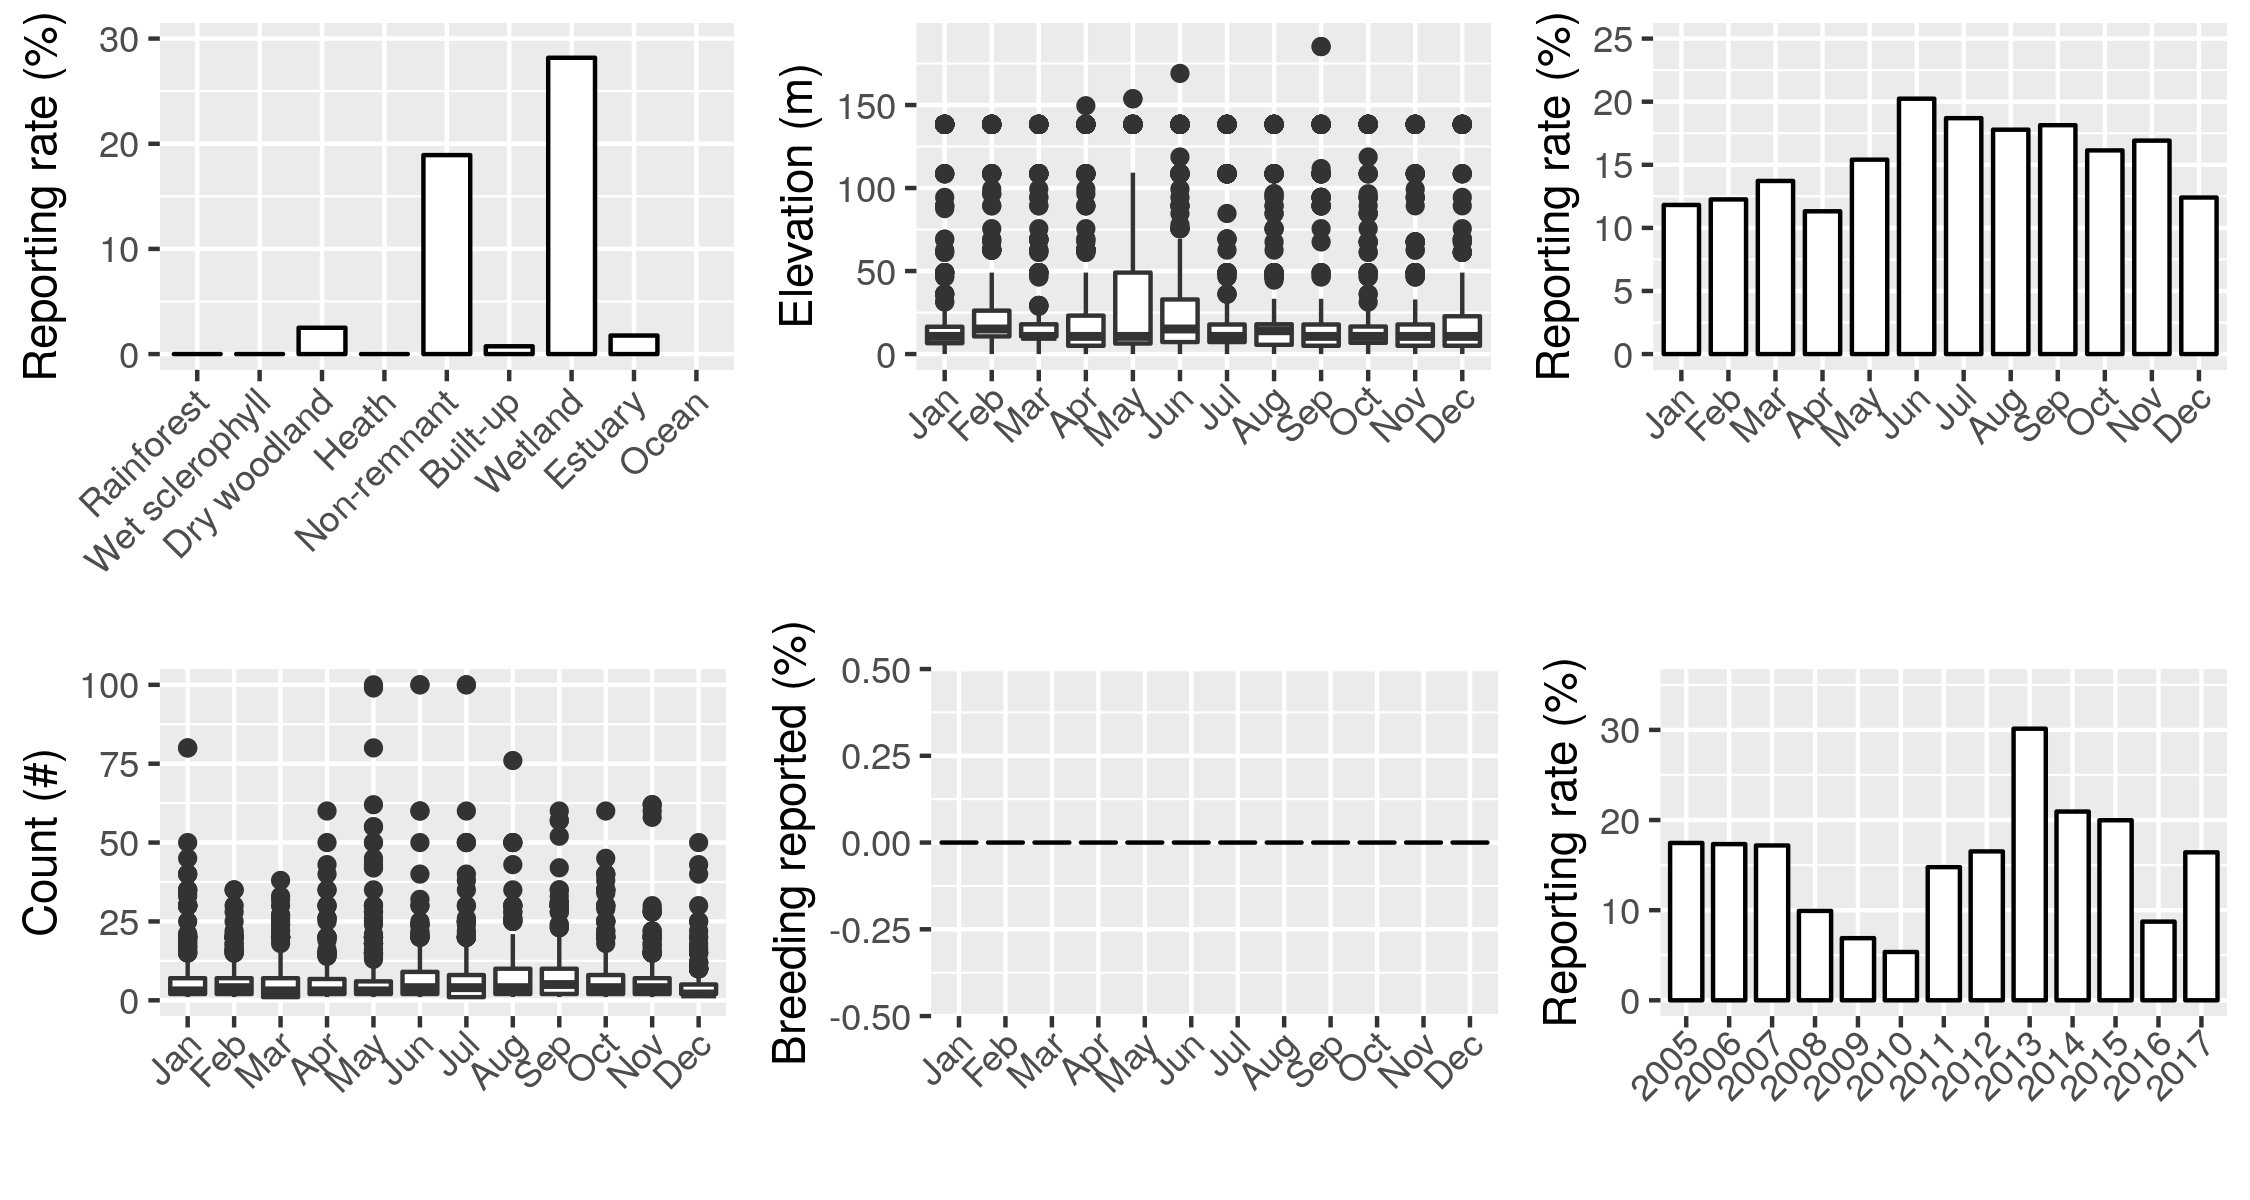 Reporting rate (%)
30
20
10
0
Rainforest
Wet sclerophyll
Dry woodland
Heath
Non-remnant
Built-up
Wetland
Estuary
Ocean
Elevation (m)
150
100
50
0
Jan
Feb
Mar
Apr
May
Jun
Jul
Aug
Sep
Oct
Nov
Dec
Reporting rate (%)
25
20
15
10
5
0
Jan
Feb
Mar
Apr
May
Jun
Jul
Aug
Sep
Oct
Nov
Dec
Count (#)
100
75
50
25
0
Jan
Feb
Mar
Apr
May
Jun
Jul
Aug
Sep
Oct
Nov
Dec
Breeding reported (%)
0.50
0.25
0.00
-0.25
-0.50
Jan
Feb
Mar
Apr
May
Jun
Jul
Aug
Sep
Oct
Nov
Dec
Reporting rate (%)
30
20
10
0
2005
2006
2007
2008
2009
2010
2011
2012
2013
2014
2015
2016
2017